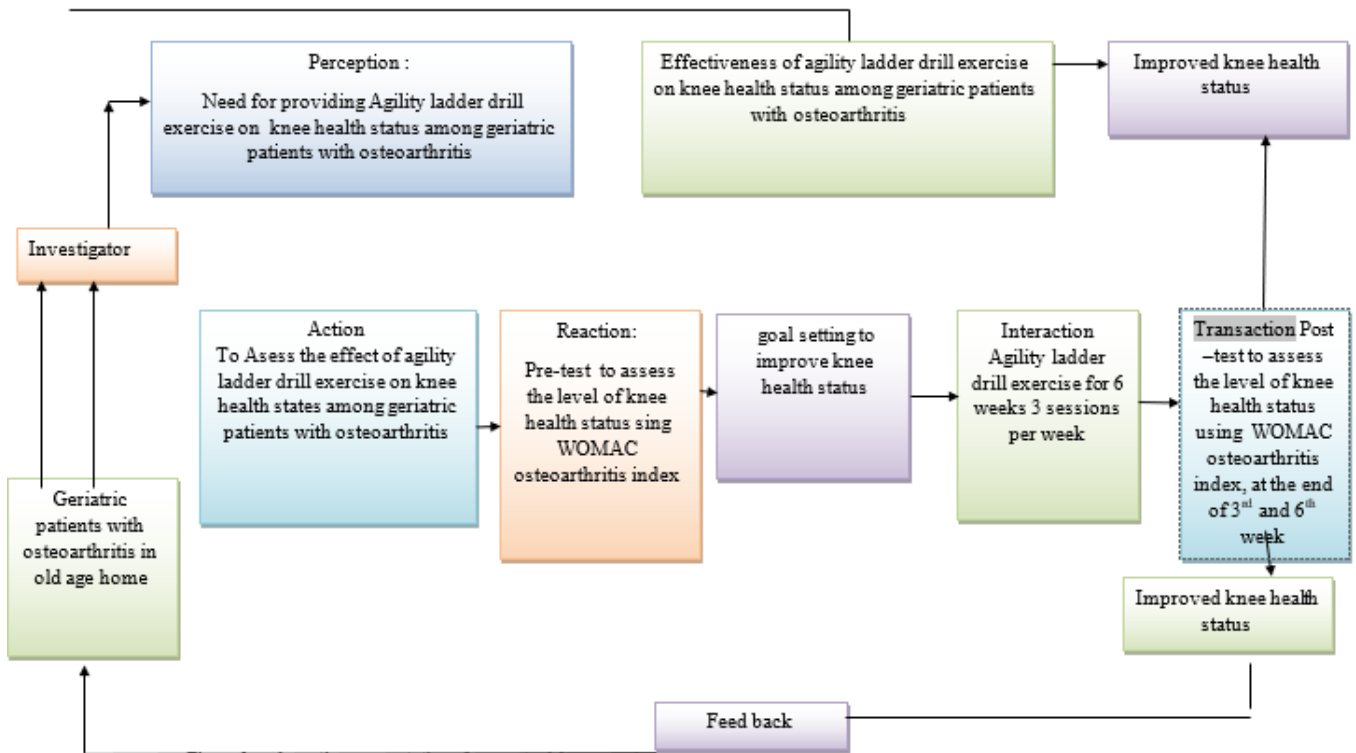 Perception :
Need for providing Agility ladder drill
exercise on knee health status among geriatric
patients with osteoarthritis
Effectiveness of agility ladder drill exercise
on knee health status among geriatric patients
with osteoarthritis
Improved knee health
status
Investigator
Action
To Asess the effect of agility
ladder drill exercise on knee
health states among geriatric
patients with osteoarthritis
Reaction:
Pre-test to assess
the level of knee
health status sing
WOMAC
osteoarthritis index
goal setting to
improve knee
health status
Interaction
Agility ladder
drill exercise for 6
weeks 3 sessions
per week
Transaction Post
–test to assess
the level of knee
health status
using WOMAC
osteoarthritis
index, at the end
of 3rd and 6th
week
Geriatric
patients with
osteoarthritis in
old age home
Improved knee health
status
Feed back